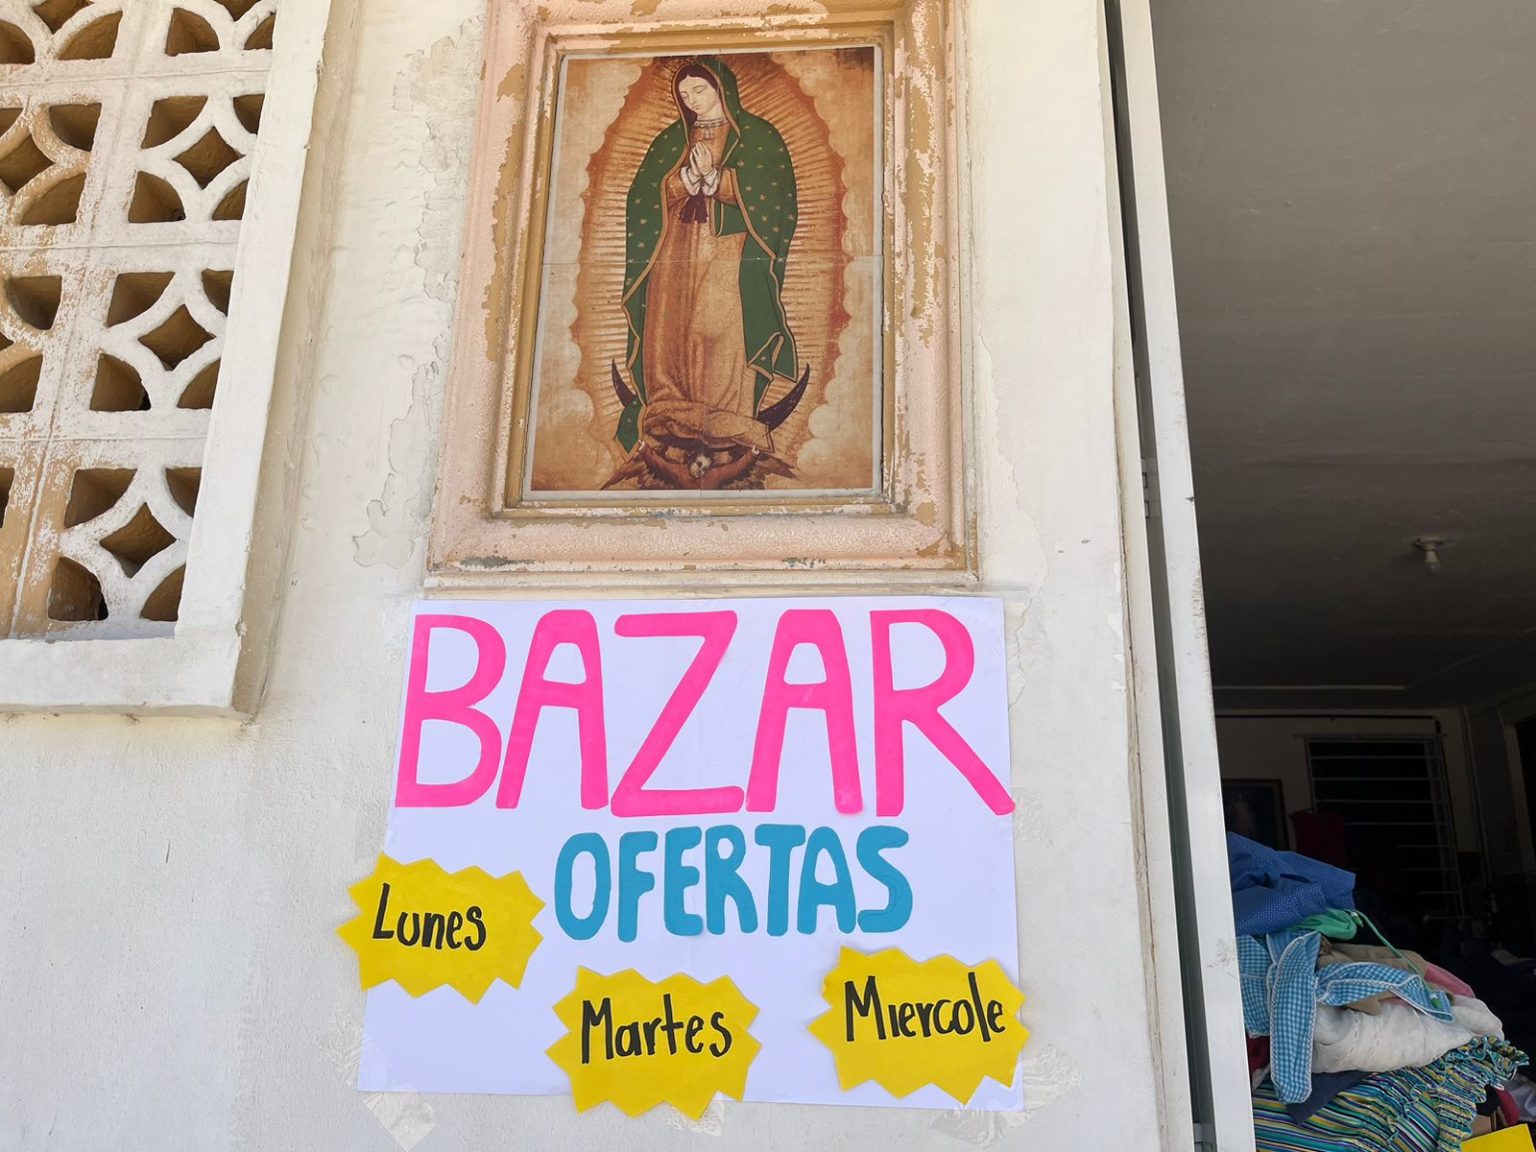 BAZAR
OFERTAS
Lunes
Martes
Miercole